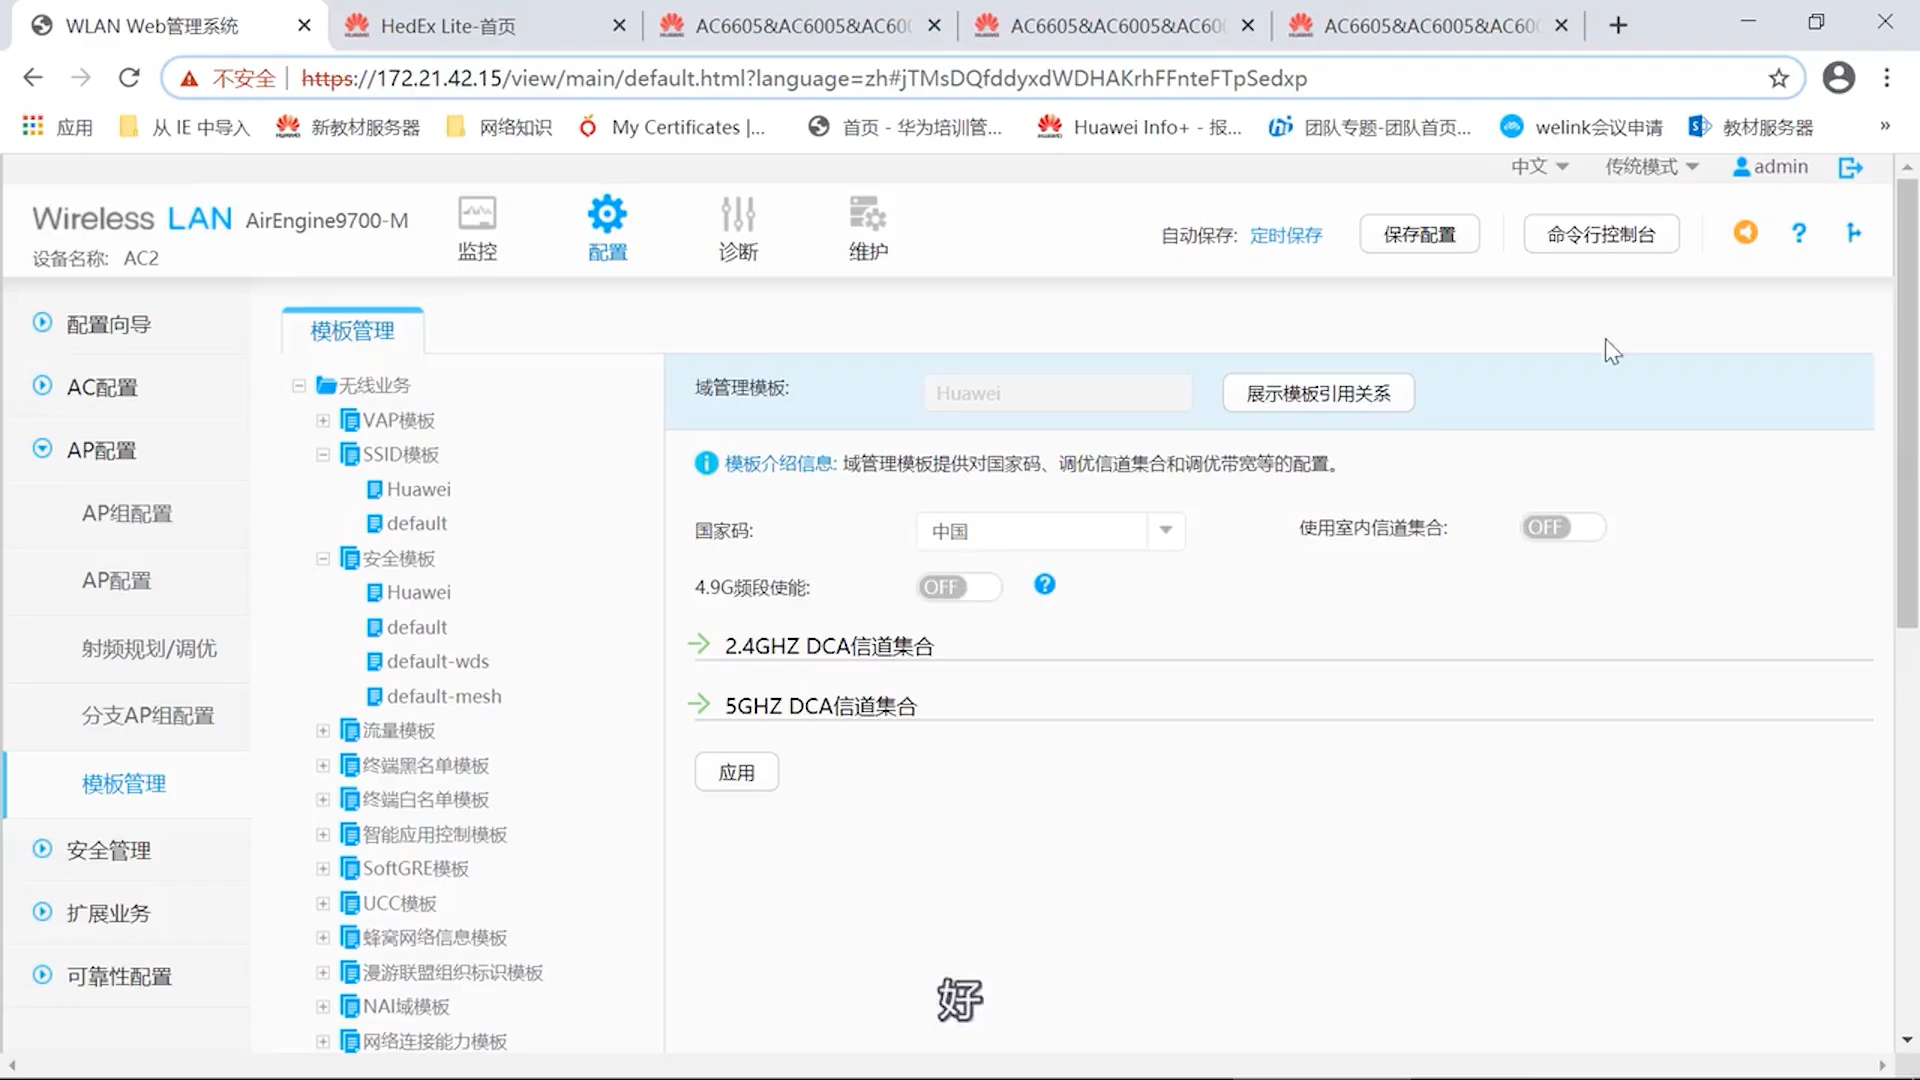 WLAN Web管理系统
HedEx Lite-首页
AC6605&AC6005&AC60
AC6605&AC6005&AC60
AC6605&AC6005&AC60
不安全
https://172.21.42.15/view/main/default.html?language=zh#jTMsDQfddyxdWDHAKrhFFnteFTpSedxp
应用
从 IE 中导入
新教材服务器
网络知识
My Certificates |...
首页 - 华为培训管...
Huawei Info+ - 报...
团队专题-团队首页...
welink会议申请
教材服务器
»
中文
传统模式
admin
Wireless LAN AirEngine9700-M
设备名称: AC2
监控
配置
诊断
维护
自动保存: 定时保存
保存配置
命令行控制台
配置向导
AC配置
AP配置
AP组配置
AP配置
射频规划/调优
分支AP组配置
模板管理
安全管理
扩展业务
可靠性配置
模板管理
无线业务
VAP模板
SSID模板
Huawei
default
安全模板
Huawei
default
default-wds
default-mesh
流量模板
终端黑名单模板
终端白名单模板
智能应用控制模板
SoftGRE模板
UCC模板
蜂窝网络信息模板
漫游联盟组织标识模板
NAI域模板
网络连接能力模板
域管理模板:
Huawei
展示模板引用关系
模板介绍信息: 域管理模板提供对国家码、调优信道集合和调优带宽等的配置。
国家码:
中国
使用室内信道集合:
OFF
4.9G频段使能:
OFF
2.4GHZ DCA信道集合
5GHZ DCA信道集合
应用
好